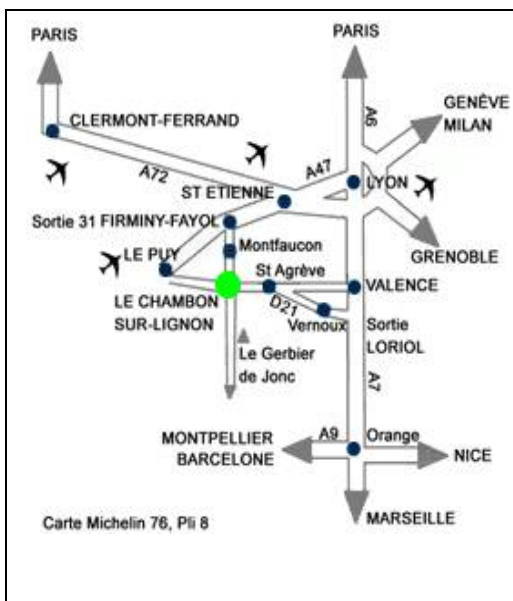 PARIS
PARIS
GENÈVE
MILAN
CLERMONT-FERRAND
A6
A72
A47
LYON
ST ETIENNE
Sortie 31 FIRMINY-FAYOL
GRENOBLE
LE PUY
Montfaucon
St Agrève
VALENCE
LE CHAMBON
SUR-LIGNON
D21
Vernoux
Sortie
LORIOL
Le Gerbier
de Jonc
A7
MONTPELLIER
BARCELONE
A9
Orange
NICE
MARSEILLE
Carte Michelin 76, Pli 8